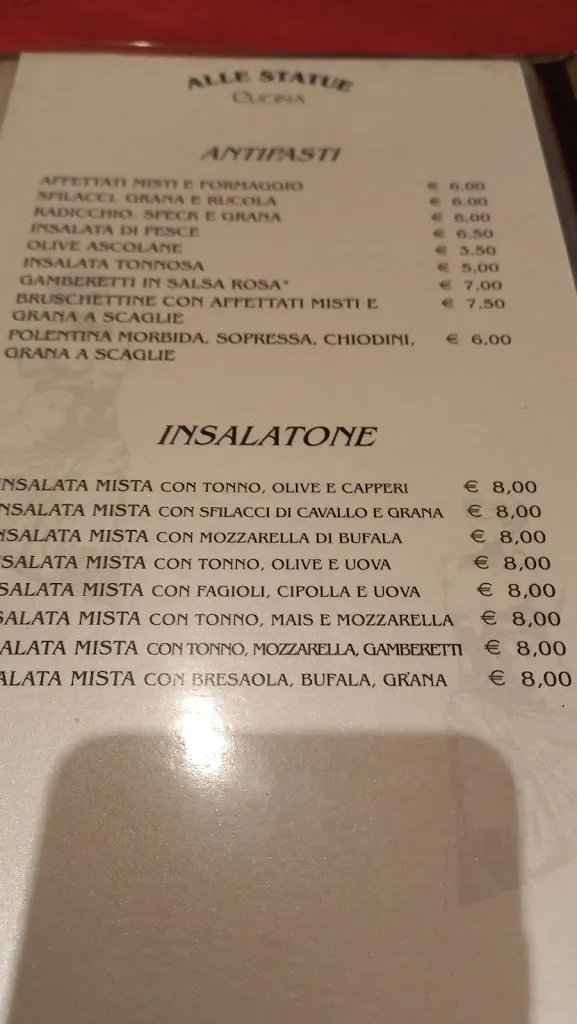 ALLE STATUE
CUCINA
ANTIPASTI
AFFETTATI MISTI E FORMAGGIO € 6,00
SFILACCI, GRANA E RUCOLA € 6,00
RADICCHIO, SPECK E GRANA € 6,00
INSALATA DI PESCE € 6,50
OLIVE ASCOLANE € 3,50
INSALATA TONNOSA € 5,00
GAMBERETTI IN SALSA ROSA* € 7,00
BRUSCHETTINE CON AFFETTATI MISTI E € 7,50
GRANA A SCAGLIE
POLENTINA MORBIDA, SOPRESSA, CHIODINI, € 6,00
GRANA A SCAGLIE
INSALATONE
INSALATA MISTA CON TONNO, OLIVE E CAPPERI € 8,00
INSALATA MISTA CON SFILACCI DI CAVALLO E GRANA € 8,00
NSALATA MISTA CON MOZZARELLA DI BUFALA € 8,00
SALATA MISTA CON TONNO, OLIVE E UOVA € 8,00
SALATA MISTA CON FAGIOLI, CIPOLLA E UOVA € 8,00
SALATA MISTA CON TONNO, MAIS E MOZZARELLA € 8,00
ALATA MISTA CON TONNO, MOZZARELLA, GAMBERETTI € 8,00
ALATA MISTA CON BRESAOLA, BUFALA, GRANA € 8,00